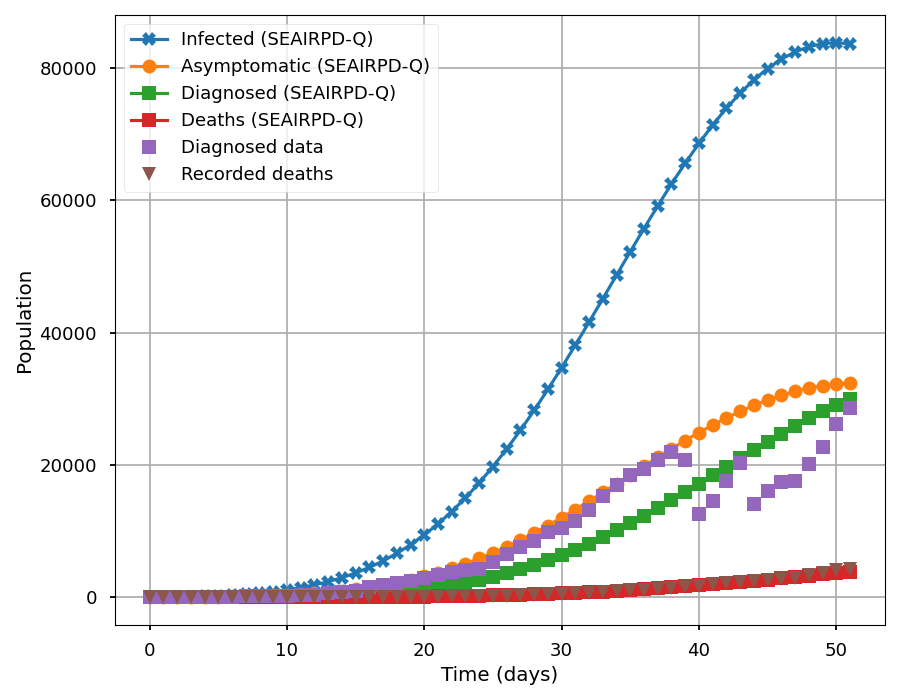 Infected (SEAIRPD-Q)
Asymptomatic (SEAIRPD-Q)
Diagnosed (SEAIRPD-Q)
Deaths (SEAIRPD-Q)
Diagnosed data
Recorded deaths
80000
60000
40000
20000
0
Population
0 10 20 30 40 50
Time (days)